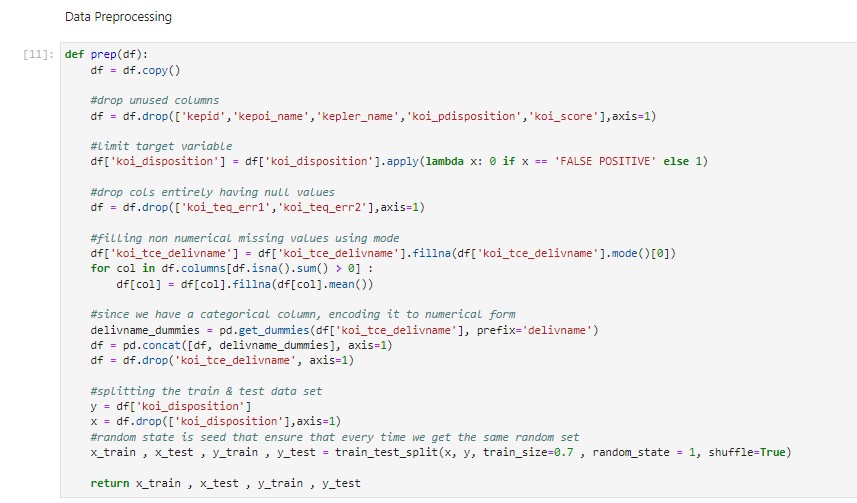 Data Preprocessing
[11]: def prep(df):
    df = df.copy()
    #drop unused columns
    df = df.drop(['kepid','kepoi_name','kepler_name','koi_pdisposition','koi_score'],axis=1)
    #limit target variable
    df['koi_disposition'] = df['koi_disposition'].apply(lambda x: 0 if x == 'FALSE POSITIVE' else 1)
    #drop cols entirely having null values
    df = df.drop(['koi_teq_err1','koi_teq_err2'],axis=1)
    #filling non numerical missing values using mode
    df['koi_tce_delivname'] = df['koi_tce_delivname'].fillna(df['koi_tce_delivname'].mode()[0])
    for col in df.columns[df.isna().sum() > 0] :
        df[col] = df[col].fillna(df[col].mean())
    #since we have a categorical column, encoding it to numerical form
    delivname_dummies = pd.get_dummies(df['koi_tce_delivname'], prefix='delivname')
    df = pd.concat([df, delivname_dummies], axis=1)
    df = df.drop('koi_tce_delivname', axis=1)
    #splitting the train & test data set
    y = df['koi_disposition']
    x = df.drop(['koi_disposition'],axis=1)
    #random state is seed that ensure that every time we get the same random set
    x_train , x_test , y_train , y_test = train_test_split(x, y, train_size=0.7 , random_state = 1, shuffle=True)
    return x_train , x_test , y_train , y_test